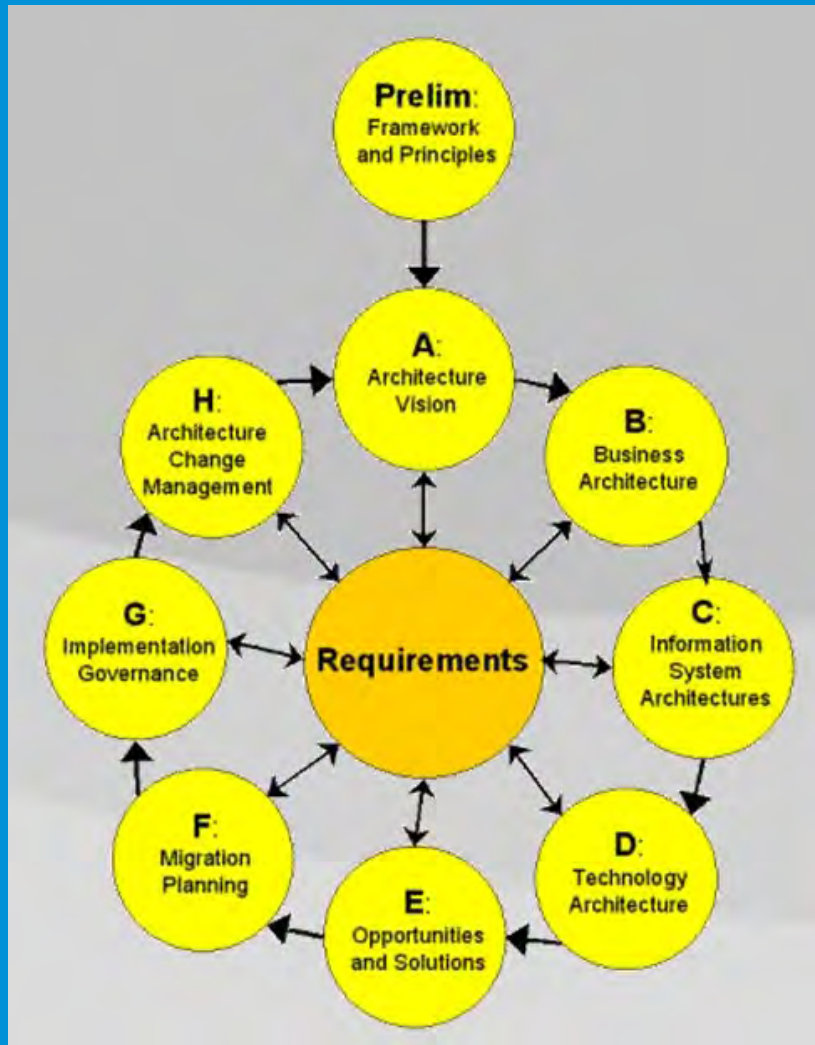 Prelim:
Framework
and Principles
A:
Architecture
Vision
B:
Business
Architecture
C:
Information
System
Architectures
D:
Technology
Architecture
E:
Opportunities
and Solutions
F:
Migration
Planning
G:
Implementation
Governance
H:
Architecture
Change
Management
Requirements